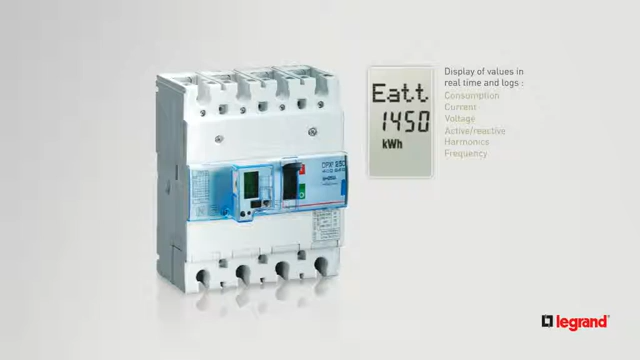 Display of values in
real time and logs :
Consumption
Current
Voltage
Active/reactive
Harmonics
Frequency
Eatt
1450
kWh
legrand